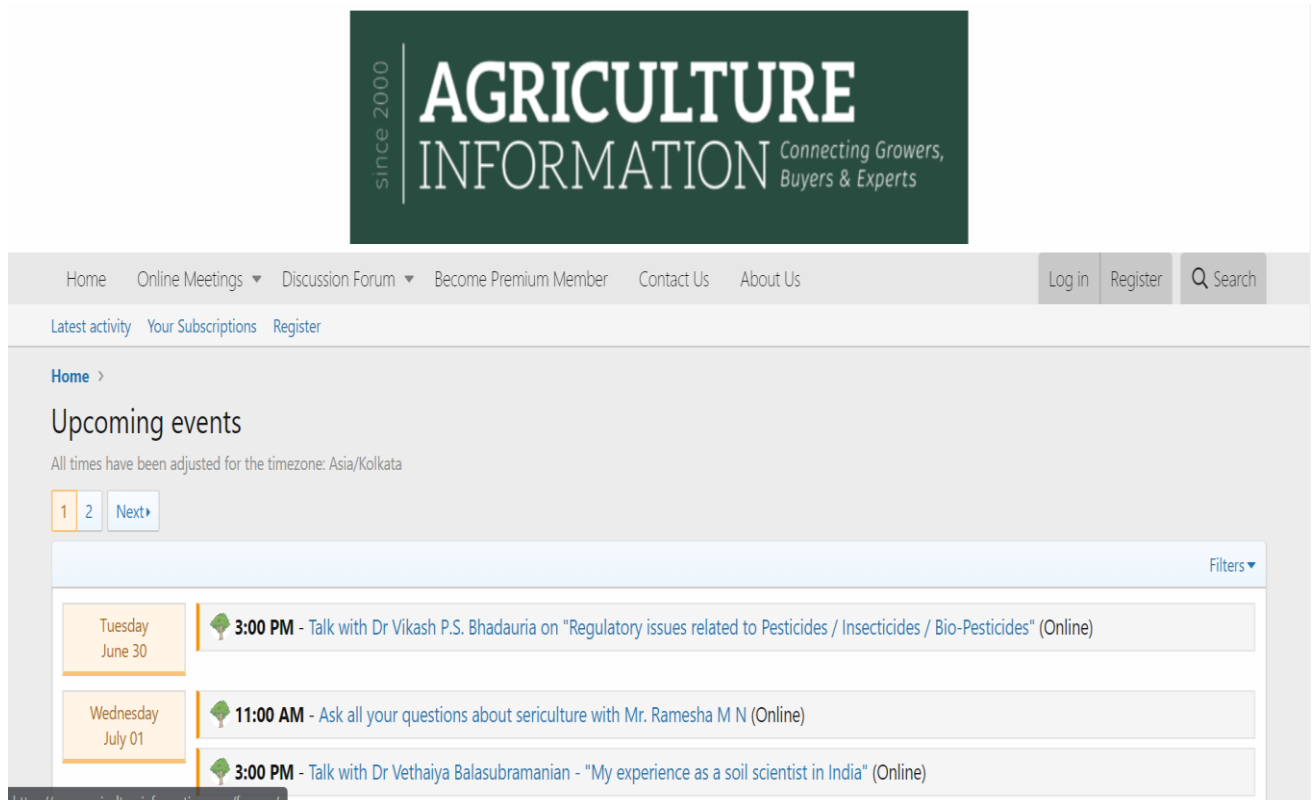 since 2000
AGRICULTURE
INFORMATION
Connecting Growers,
Buyers & Experts
Home Online Meetings Discussion Forum Become Premium Member Contact Us About Us Log in Register Search
Latest activity Your Subscriptions Register
Home >
Upcoming events
All times have been adjusted for the timezone: Asia/Kolkata
1 2 Next
Filters
Tuesday
June 30
3:00 PM - Talk with Dr Vikash P.S. Bhadauria on "Regulatory issues related to Pesticides / Insecticides / Bio-Pesticides" (Online)
Wednesday
July 01
11:00 AM - Ask all your questions about sericulture with Mr. Ramesha M N (Online)
3:00 PM - Talk with Dr Vethaiya Balasubramanian - "My experience as a soil scientist in India" (Online)